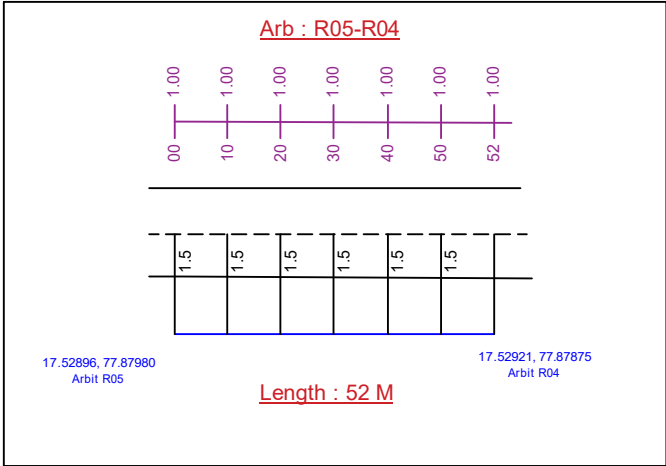 Arb : R05-R04
1.00 1.00 1.00 1.00 1.00 1.00 1.00
00 10 20 30 40 50 52
1.5 1.5 1.5 1.5 1.5 1.5
17.52896, 77.87980
Arbit R05
17.52921, 77.87875
Arbit R04
Length : 52 M